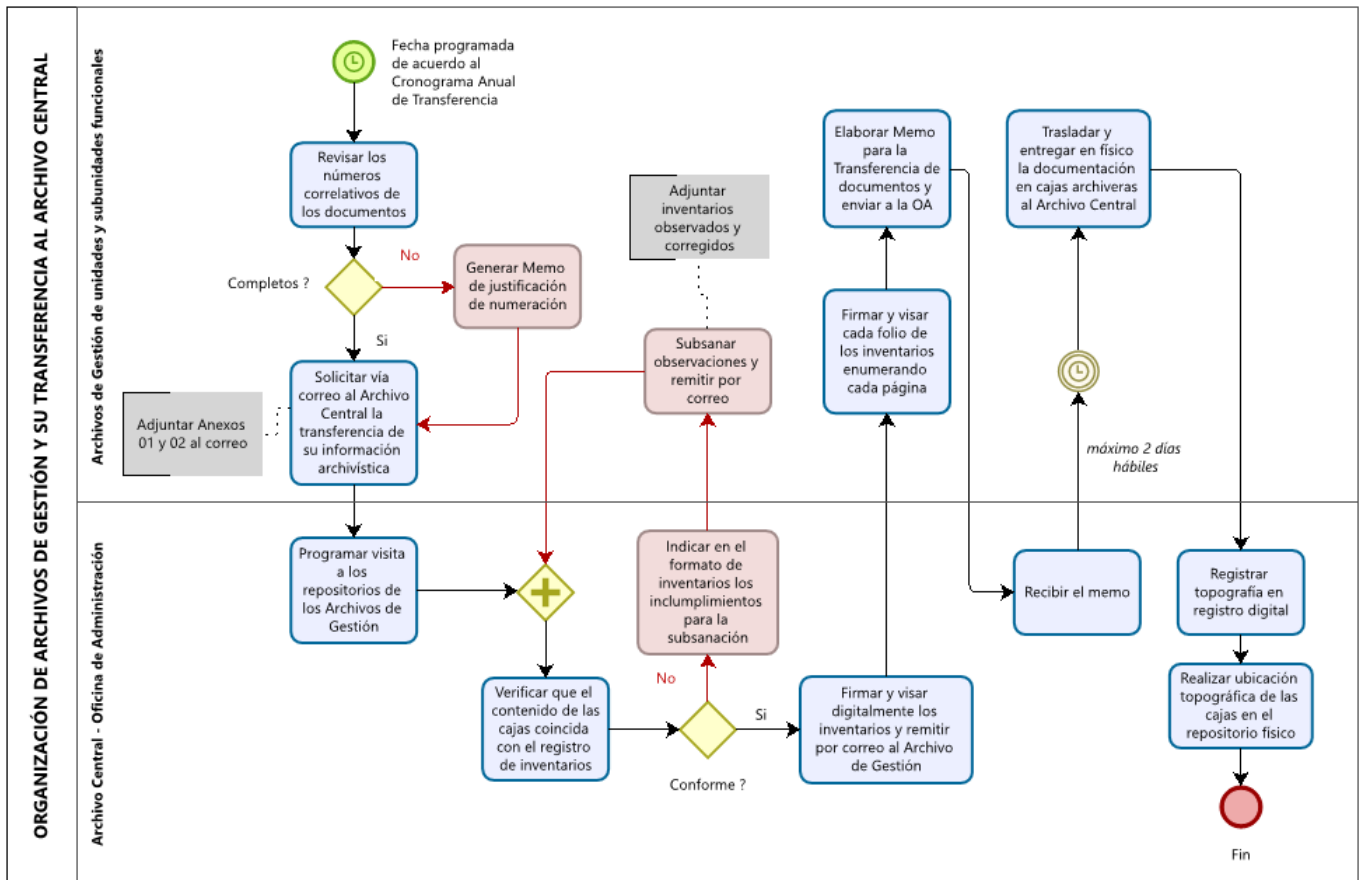 ORGANIZACIÓN DE ARCHIVOS DE GESTIÓN Y SU TRANSFERENCIA AL ARCHIVO CENTRAL
Archivos de Gestión de unidades y subunidades funcionales
Fecha programada
de acuerdo al
Cronograma Anual
de Transferencia
Revisar los
números
correlativos de
los documentos
Completos ?
No
Generar Memo
de justificación
de numeración
Si
Solicitar vía
correo al Archivo
Central la
transferencia de
su información
archivística
Adjuntar Anexos
01 y 02 al correo
Adjuntar
inventarios
observados y
corregidos
Subsanar
observaciones y
remitir por
correo
Elaborar Memo
para la
Transferencia de
documentos y
enviar a la OA
Firmar y visar
cada folio de
los inventarios
enumerando
cada página
Trasladar y
entregar en físico
la documentación
en cajas archiveras
al Archivo Central
máximo 2 días
hábiles
Archivo Central - Oficina de Administración
Programar visita
a los
repositorios de
los Archivos de
Gestión
Verificar que el
contenido de las
cajas coincida
con el registro
de inventarios
Indicar en el
formato de
inventarios los
inclumplimientos
para la
subsanación
No
Conforme ?
Si
Firmar y visar
digitalmente los
inventarios y remitir
por correo al Archivo
de Gestión
Recibir el memo
Registrar
topografía en
registro digital
Realizar ubicación
topográfica de las
cajas en el
repositorio físico
Fin